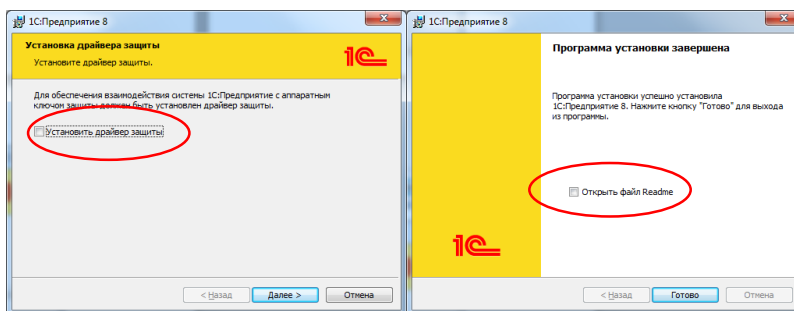 1С:Предприятие 8
Установка драйвера защиты
Установите драйвер защиты.
1С
Для обеспечения взаимодействия системы 1С:Предприятие с аппаратным
ключом защиты должен быть установлен драйвер защиты.
Установить драйвер защиты
< Назад
Далее >
Отмена
1С:Предприятие 8
Программа установки завершена
Программа установки успешно установила
1С:Предприятие 8. Нажмите кнопку "Готово" для выхода
из программы.
Открыть файл Readme
1С
< Назад
Готово
Отмена